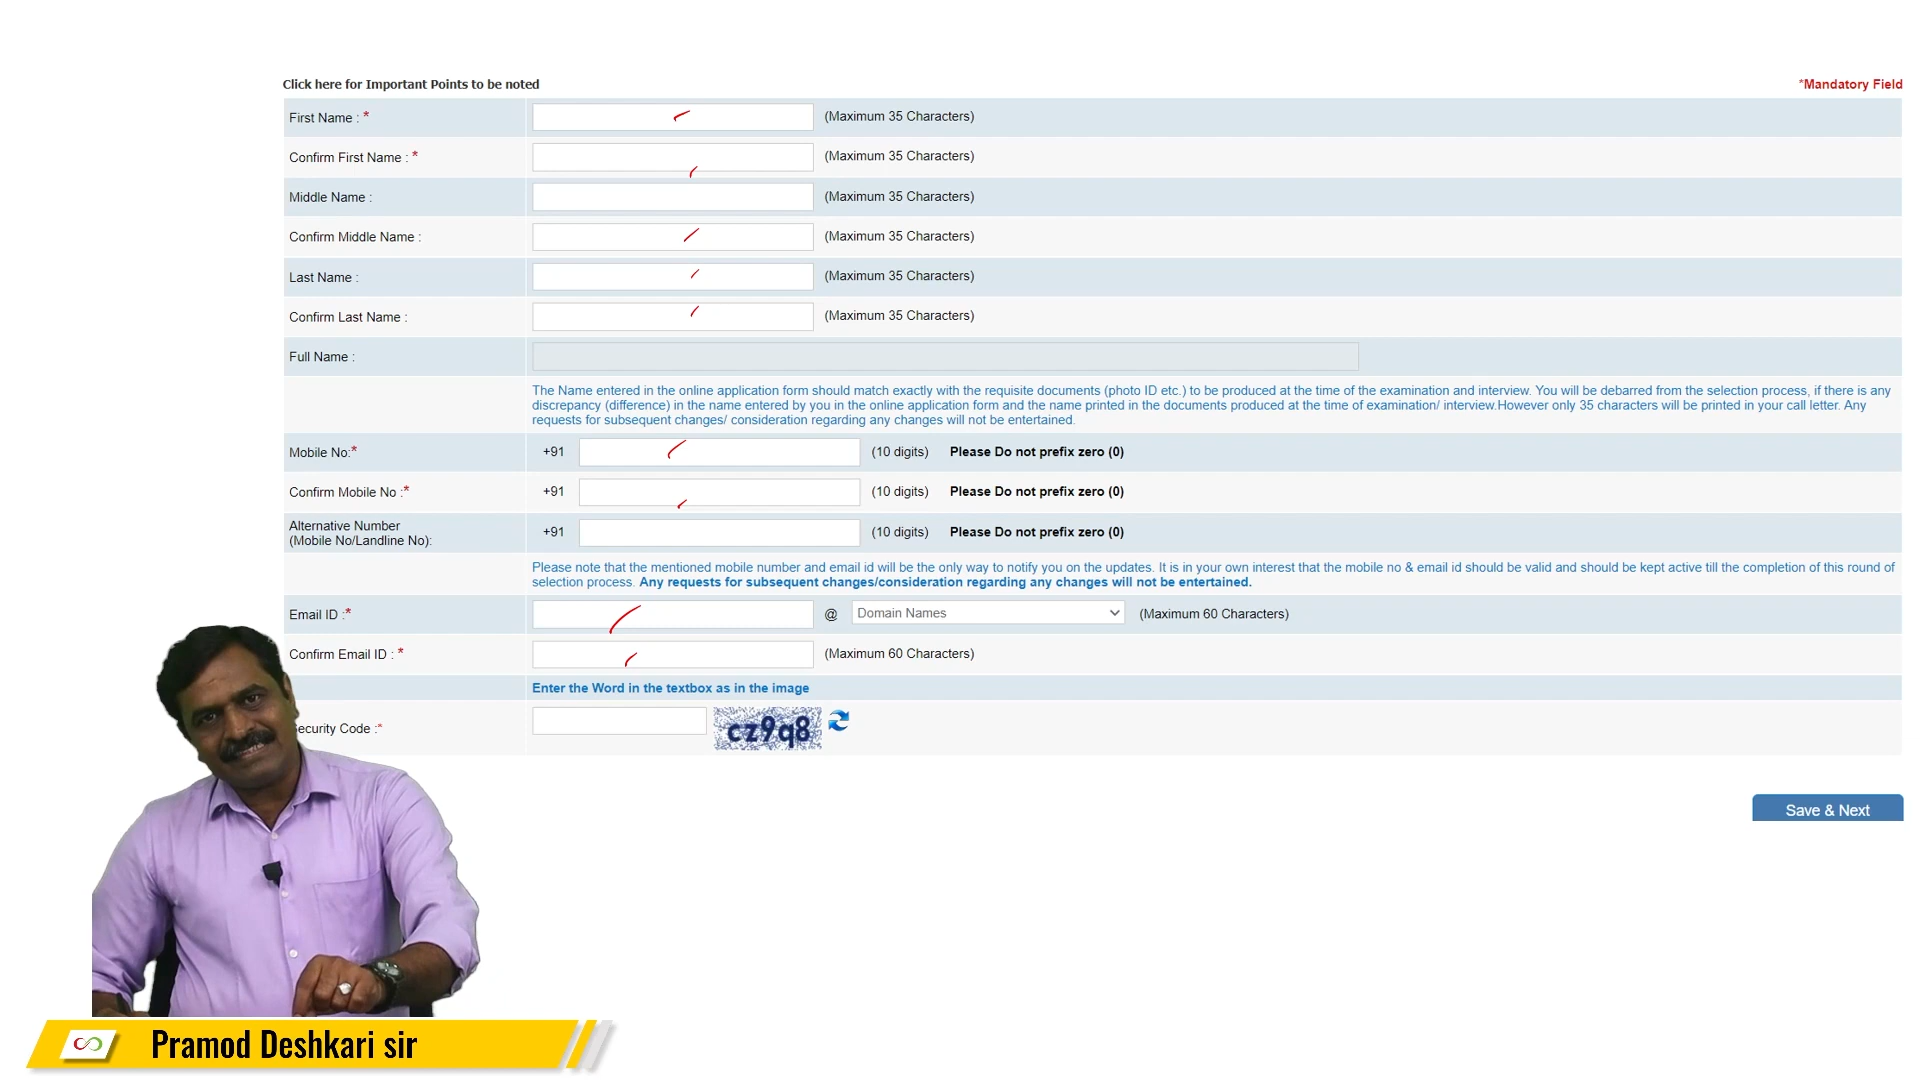 Click here for Important Points to be noted
*Mandatory Field
First Name : *
(Maximum 35 Characters)
Confirm First Name : *
(Maximum 35 Characters)
Middle Name :
(Maximum 35 Characters)
Confirm Middle Name :
(Maximum 35 Characters)
Last Name :
(Maximum 35 Characters)
Confirm Last Name :
(Maximum 35 Characters)
Full Name :
The Name entered in the online application form should match exactly with the requisite documents (photo ID etc.) to be produced at the time of the examination and interview. You will be debarred from the selection process, if there is any
discrepancy (difference) in the name entered by you in the online application form and the name printed in the documents produced at the time of examination/ interview.However only 35 characters will be printed in your call letter. Any
requests for subsequent changes/ consideration regarding any changes will not be entertained.
Mobile No:*
+91 (10 digits) Please Do not prefix zero (0)
Confirm Mobile No :*
+91 (10 digits) Please Do not prefix zero (0)
Alternative Number
(Mobile No/Landline No):
+91 (10 digits) Please Do not prefix zero (0)
Please note that the mentioned mobile number and email id will be the only way to notify you on the updates. It is in your own interest that the mobile no & email id should be valid and should be kept active till the completion of this round of
selection process. Any requests for subsequent changes/consideration regarding any changes will not be entertained.
Email ID :*
@ Domain Names (Maximum 60 Characters)
Confirm Email ID : *
(Maximum 60 Characters)
Enter the Word in the textbox as in the image
ecurity Code :*
cz9q8
Save & Next
Pramod Deshkari sir